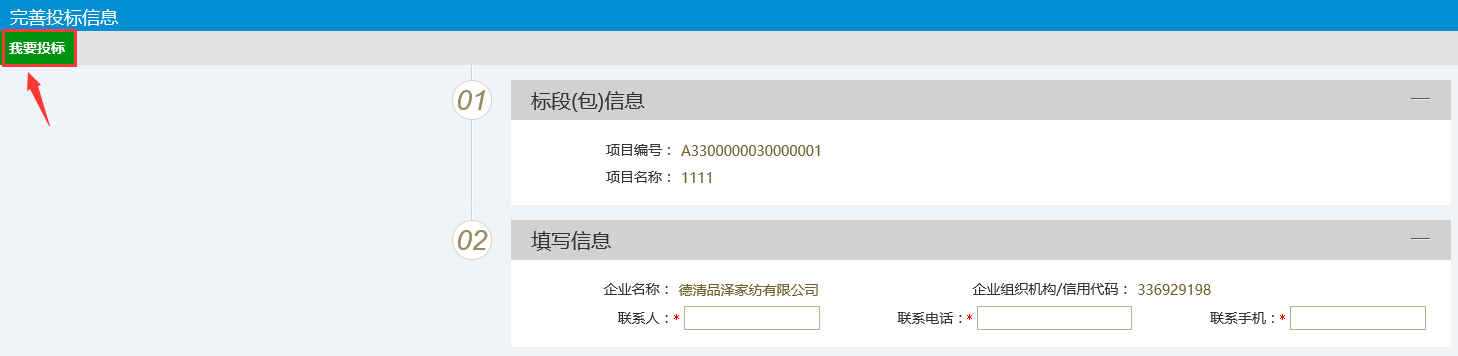 完善投标信息
我要投标
01
标段(包)信息
项目编号： A3300000030000001
项目名称： 1111
02
填写信息
企业名称： 德清品泽家纺有限公司 企业组织机构/信用代码： 336929198
联系人：* 联系电话：* 联系手机：*